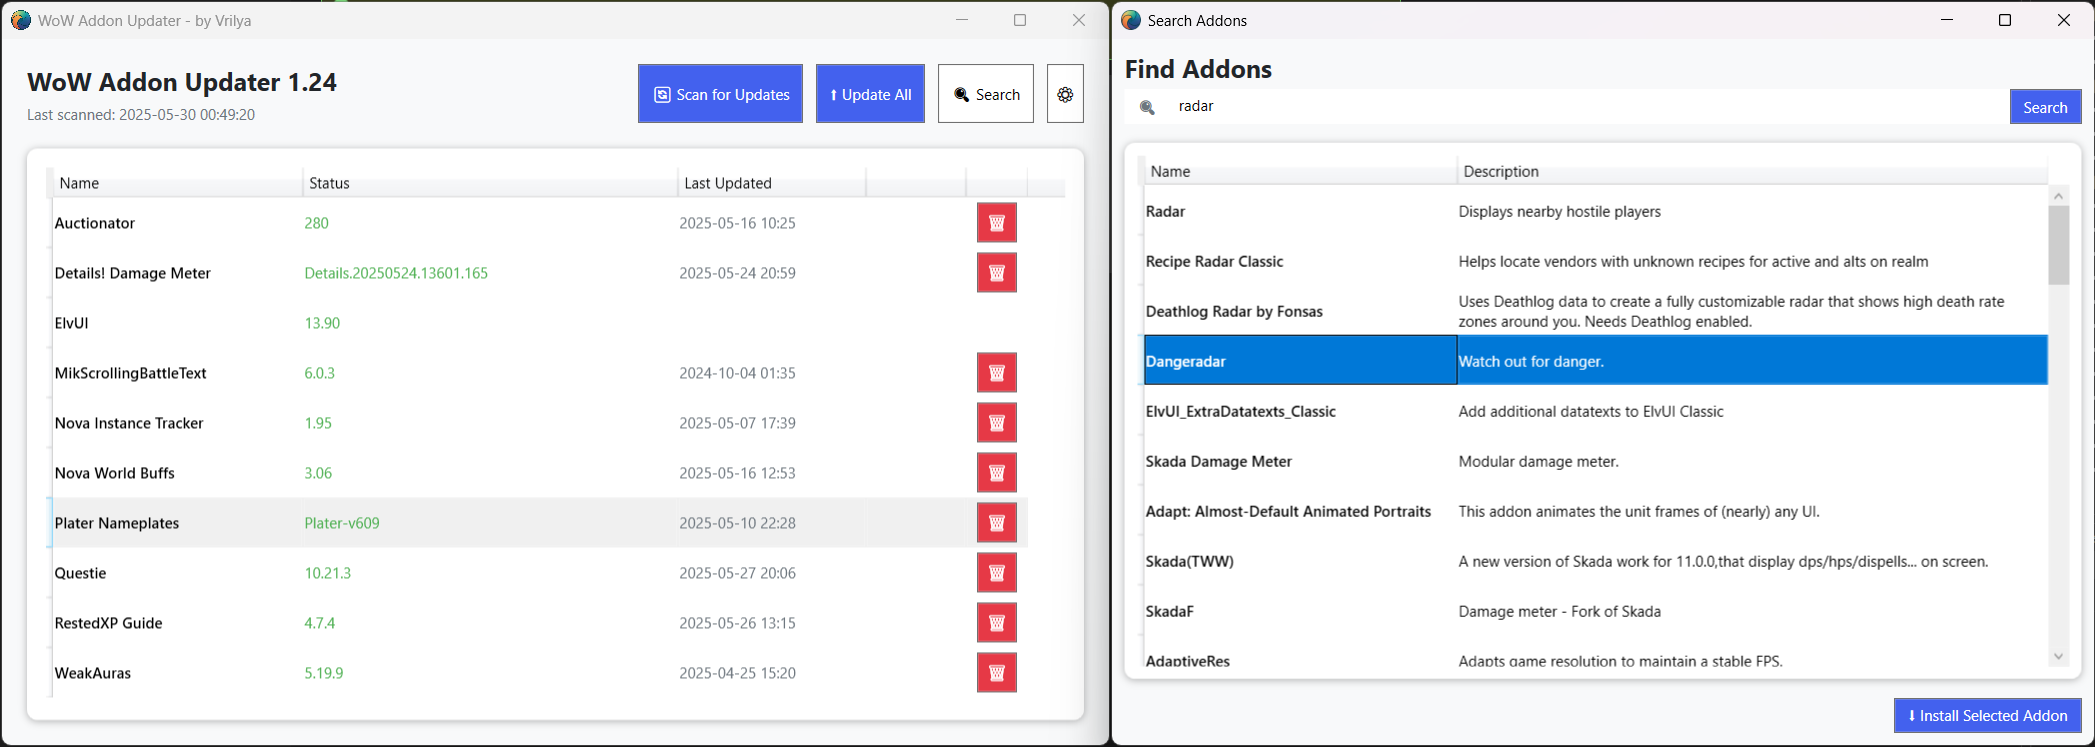 WoW Addon Updater - by Vrilya
WoW Addon Updater 1.24
Last scanned: 2025-05-30 00:49:20
Scan for Updates
Update All
Search
Name Status Last Updated
Auctionator 280 2025-05-16 10:25
Details! Damage Meter Details.20250524.13601.165 2025-05-24 20:59
ElvUI 13.90
MikScrollingBattleText 6.0.3 2024-10-04 01:35
Nova Instance Tracker 1.95 2025-05-07 17:39
Nova World Buffs 3.06 2025-05-16 12:53
Plater Nameplates Plater-v609 2025-05-10 22:28
Questie 10.21.3 2025-05-27 20:06
RestedXP Guide 4.7.4 2025-05-26 13:15
WeakAuras 5.19.9 2025-04-25 15:20
Search Addons
Find Addons
radar
Search
Name Description
Radar Displays nearby hostile players
Recipe Radar Classic Helps locate vendors with unknown recipes for active and alts on realm
Deathlog Radar by Fonsas Uses Deathlog data to create a fully customizable radar that shows high death rate
zones around you. Needs Deathlog enabled.
Dangeradar Watch out for danger.
ElvUI_ExtraDatatexts_Classic Add additional datatexts to ElvUI Classic
Skada Damage Meter Modular damage meter.
Adapt: Almost-Default Animated Portraits This addon animates the unit frames of (nearly) any UI.
Skada(TWW) A new version of Skada work for 11.0.0,that display dps/hps/dispells... on screen.
SkadaF Damage meter - Fork of Skada
AdaptiveRes Adapts game resolution to maintain a stable FPS.
Install Selected Addon